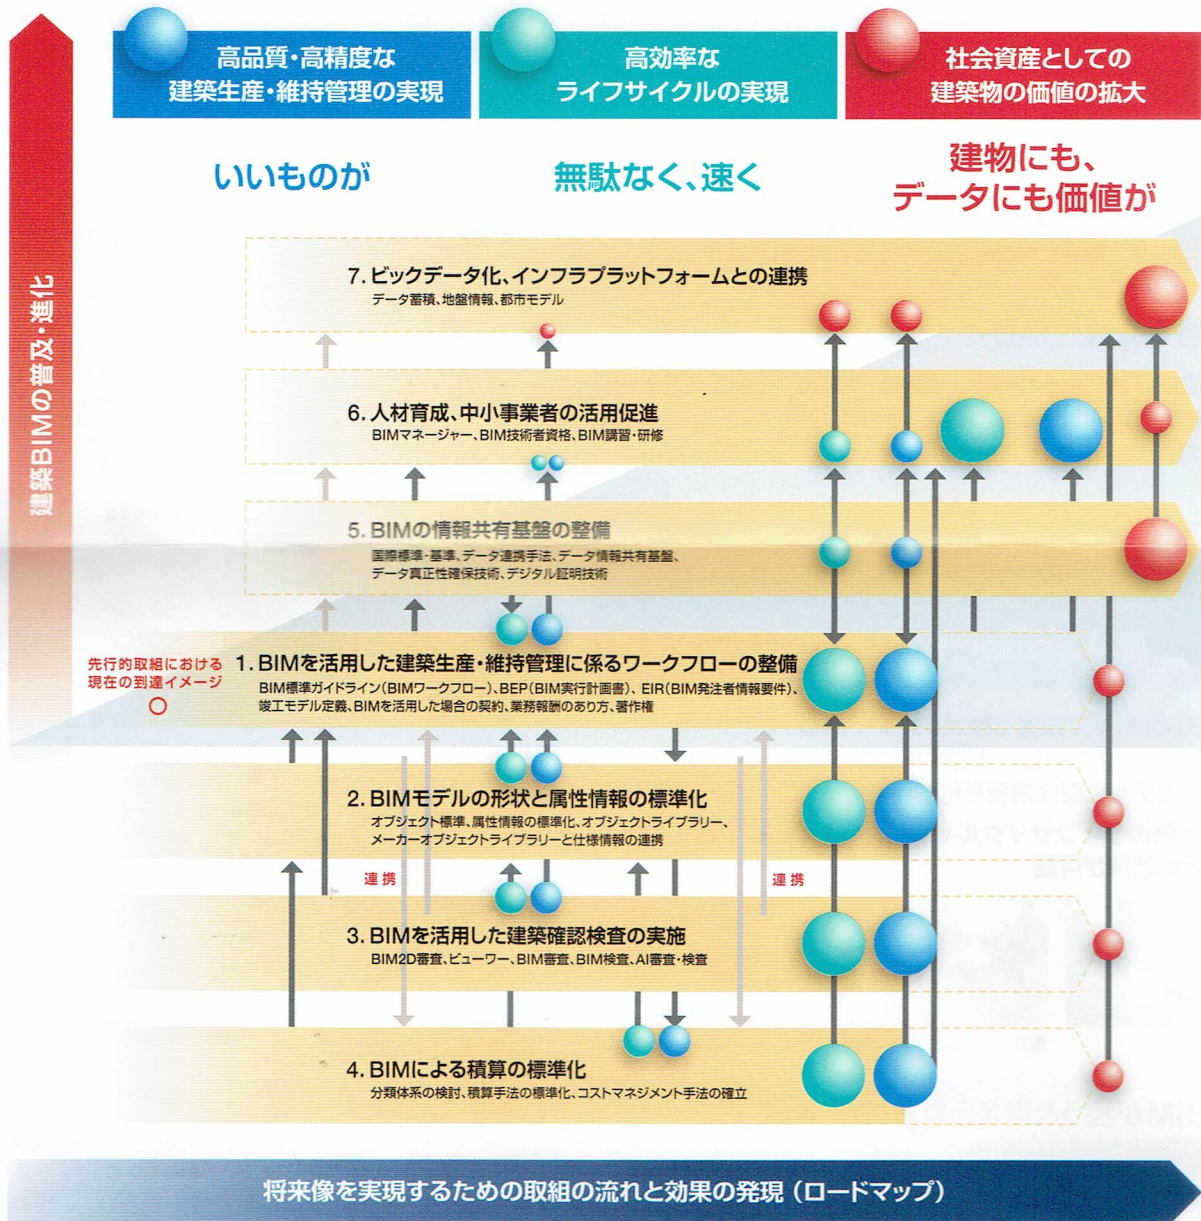 高品質・高精度な
建築生産・維持管理の実現
高効率な
ライフサイクルの実現
社会資産としての
建築物の価値の拡大
いいものが
無駄なく、速く
建物にも、
データにも価値が
建築BIMの普及・進化
7. ビックデータ化、インフラプラットフォームとの連携
データ蓄積、地盤情報、都市モデル
6. 人材育成、中小事業者の活用促進
BIMマネージャー、BIM技術者資格、BIM講習・研修
5. BIMの情報共有基盤の整備
国際標準・基準、データ連携手法、データ情報共有基盤、
データ真正性確保技術、デジタル証明技術
先行的取組における
現在の到達イメージ
1. BIMを活用した建築生産・維持管理に係るワークフローの整備
BIM標準ガイドライン（BIMワークフロー）、BEP（BIM実行計画書）、EIR（BIM発注者情報要件）、
竣工モデル定義、BIMを活用した場合の契約、業務報酬のあり方、著作権
2. BIMモデルの形状と属性情報の標準化
オブジェクト標準、属性情報の標準化、オブジェクトライブラリー、
メーカーオブジェクトライブラリーと仕様情報の連携
連携
連携
3. BIMを活用した建築確認検査の実施
BIM2D審査、ビューワー、BIM審査、BIM検査、AI審査・検査
4. BIMによる積算の標準化
分類体系の検討、積算手法の標準化、コストマネジメント手法の確立
将来像を実現するための取組の流れと効果の発現（ロードマップ）